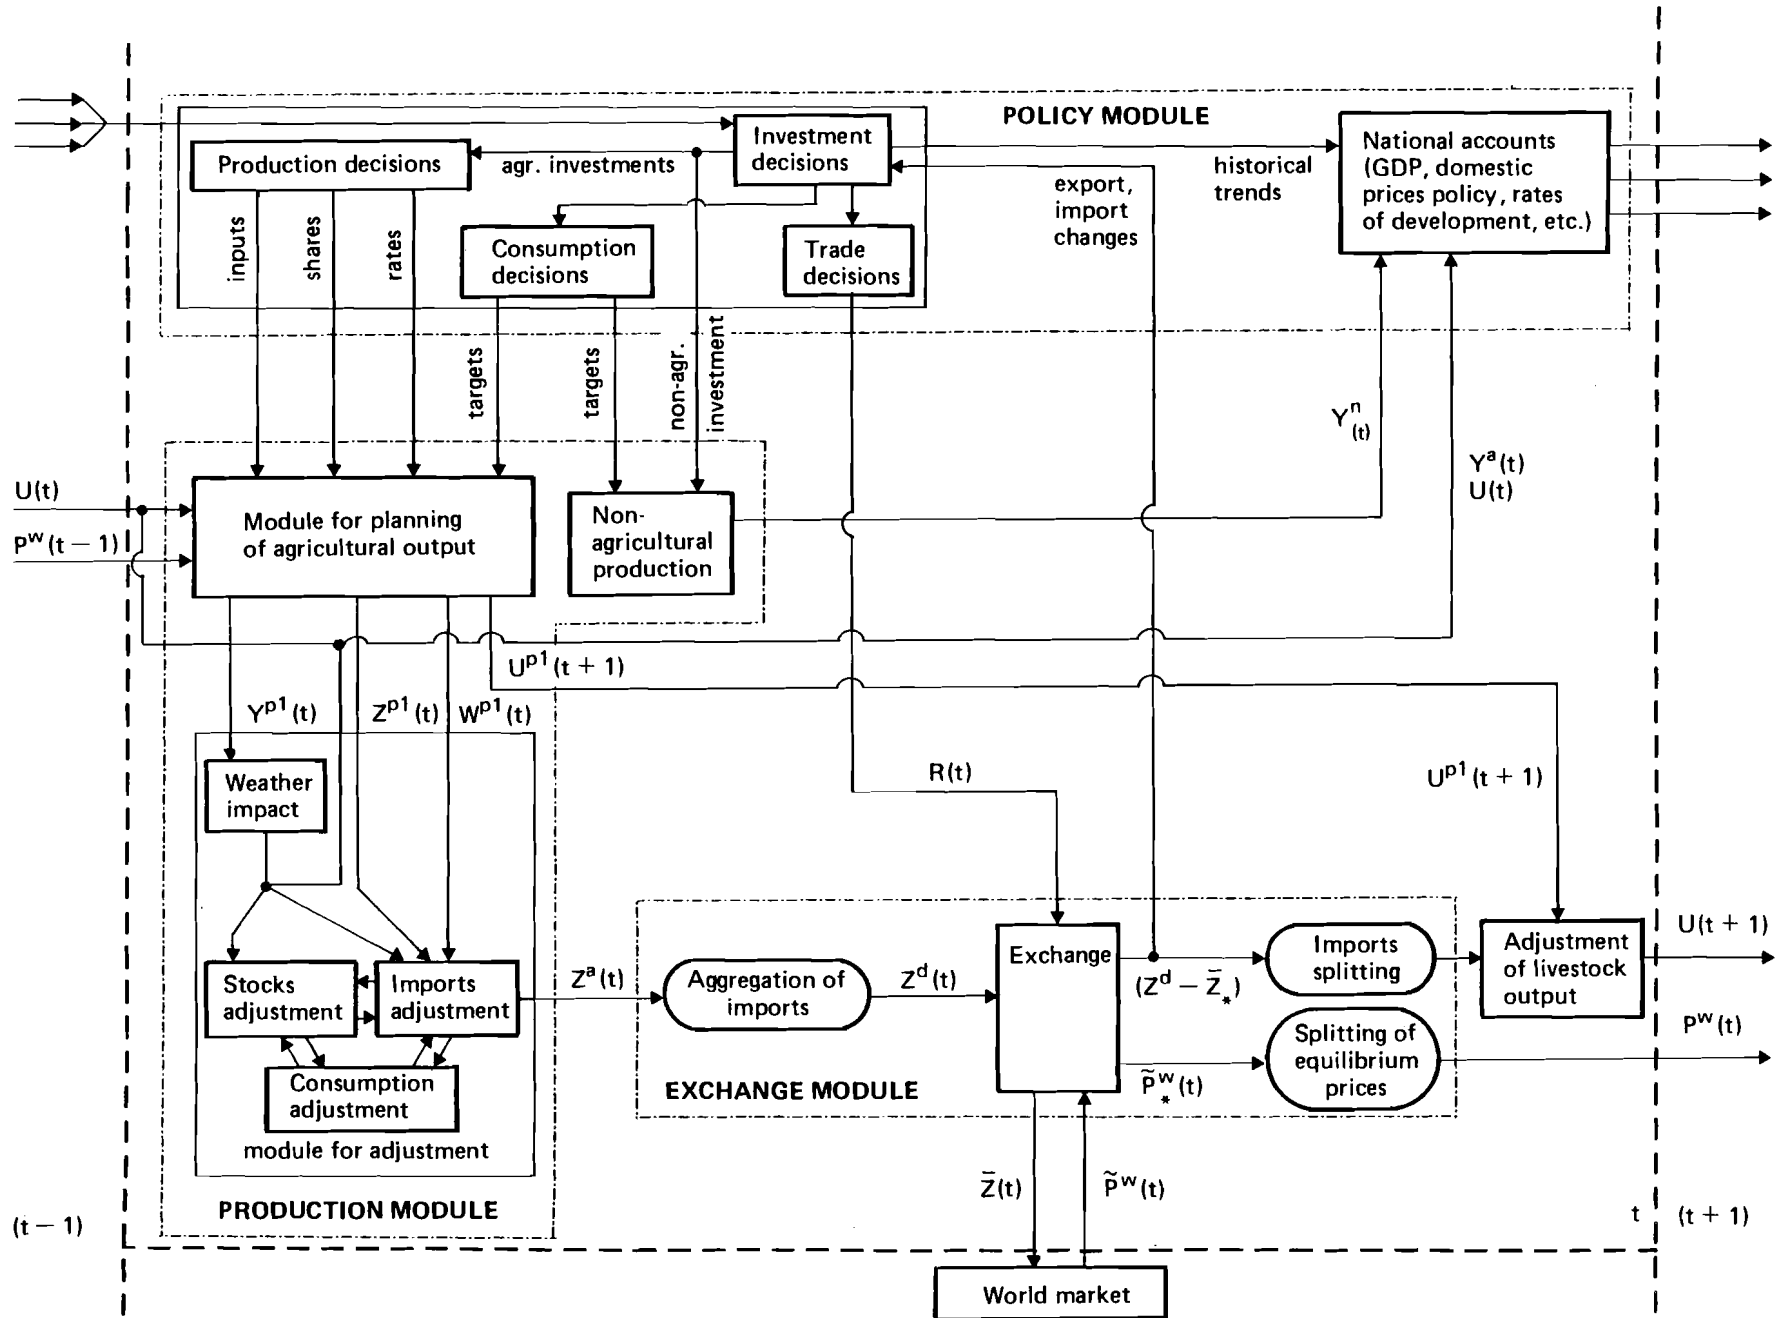 POLICY MODULE
Production decisions
agr. investments
Investment
decisions
historical
trends
National accounts
(GDP, domestic
prices policy, rates
of development, etc.)
export,
import
changes
inputs
shares
rates
Consumption
decisions
Trade
decisions
targets
targets
non-agr.
investment
Y^n_(t)
Y^a(t)
U(t)
U(t)
P^w(t − 1)
Module for planning
of agricultural output
Non-
agricultural
production
U^p1(t + 1)
Y^p1(t)
Z^p1(t)
W^p1(t)
Weather
impact
R(t)
U^p1(t + 1)
Stocks
adjustment
Imports
adjustment
Consumption
adjustment
module for adjustment
PRODUCTION MODULE
Z^a(t)
Aggregation of
imports
Z^d(t)
Exchange
(Z^d − Z̄_*)
Imports
splitting
Adjustment
of livestock
output
U(t + 1)
P̃^w_*(t)
Splitting of
equilibrium
prices
P^w(t)
EXCHANGE MODULE
Z̄(t)
P̃^w(t)
(t − 1)
t
(t + 1)
World market